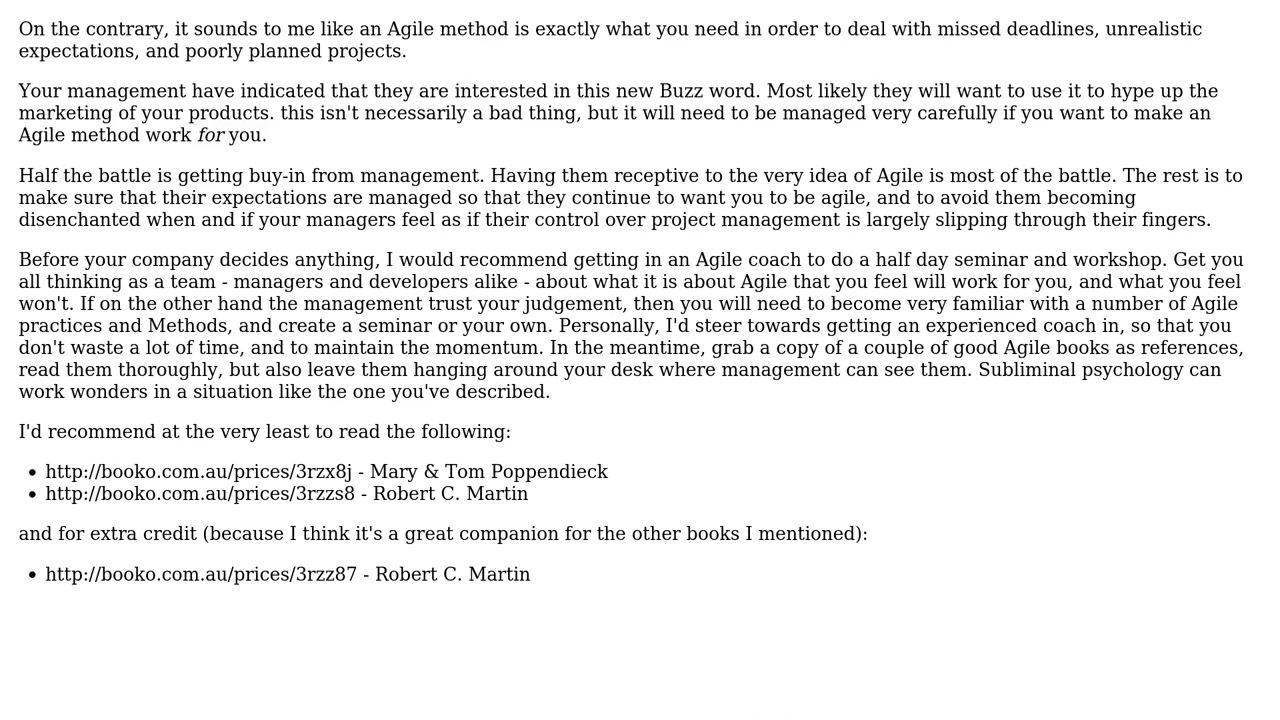 On the contrary, it sounds to me like an Agile method is exactly what you need in order to deal with missed deadlines, unrealistic
expectations, and poorly planned projects.
Your management have indicated that they are interested in this new Buzz word. Most likely they will want to use it to hype up the
marketing of your products. this isn't necessarily a bad thing, but it will need to be managed very carefully if you want to make an
Agile method work for you.
Half the battle is getting buy-in from management. Having them receptive to the very idea of Agile is most of the battle. The rest is to
make sure that their expectations are managed so that they continue to want you to be agile, and to avoid them becoming
disenchanted when and if your managers feel as if their control over project management is largely slipping through their fingers.
Before your company decides anything, I would recommend getting in an Agile coach to do a half day seminar and workshop. Get you
all thinking as a team - managers and developers alike - about what it is about Agile that you feel will work for you, and what you feel
won't. If on the other hand the management trust your judgement, then you will need to become very familiar with a number of Agile
practices and Methods, and create a seminar or your own. Personally, I'd steer towards getting an experienced coach in, so that you
don't waste a lot of time, and to maintain the momentum. In the meantime, grab a copy of a couple of good Agile books as references,
read them thoroughly, but also leave them hanging around your desk where management can see them. Subliminal psychology can
work wonders in a situation like the one you've described.
I'd recommend at the very least to read the following:
• http://booko.com.au/prices/3rzx8j - Mary & Tom Poppendieck
• http://booko.com.au/prices/3rzzs8 - Robert C. Martin
and for extra credit (because I think it's a great companion for the other books I mentioned):
• http://booko.com.au/prices/3rzz87 - Robert C. Martin